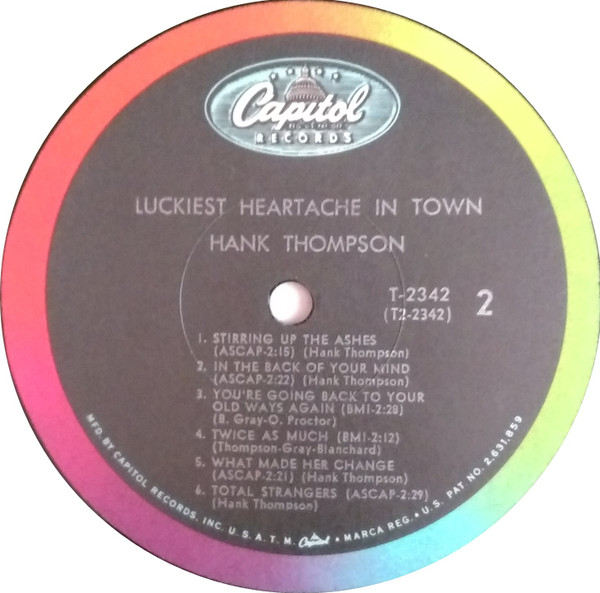 Capitol
RECORDS
LUCKIEST HEARTACHE IN TOWN
HANK THOMPSON
T-2342
(T2-2342)
2
1. STIRRING UP THE ASHES
(ASCAP-2:15) (Hank Thompson)
2. IN THE BACK OF YOUR MIND
(ASCAP-2:22) (Hank Thompson)
3. YOU'RE GOING BACK TO YOUR
OLD WAYS AGAIN (BMI-2:28)
(B. Gray-O. Proctor)
4. TWICE AS MUCH (BMI-2:12)
(Thompson-Gray-Blanchard)
5. WHAT MADE HER CHANGE
(ASCAP-2:21) (Hank Thompson)
6. TOTAL STRANGERS (ASCAP-2:29)
(Hank Thompson)
MFD. BY CAPITOL RECORDS, INC. U.S.A. T.M. Capitol • MARCA REG. • U.S. PAT. NO. 2,631,859